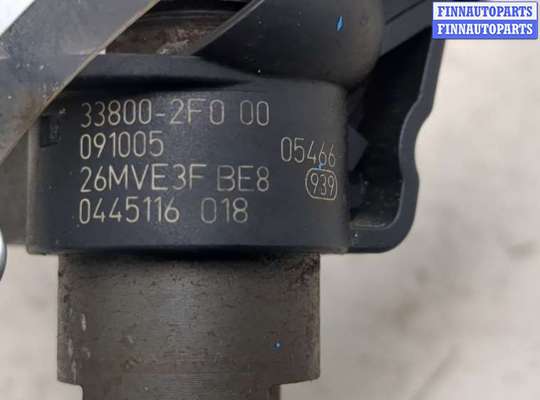 FINNAUTOPARTS
FINNAUTOPARTS
33800-2F0 00
091005 05466
26MVE3F BE8 939
0445116 018